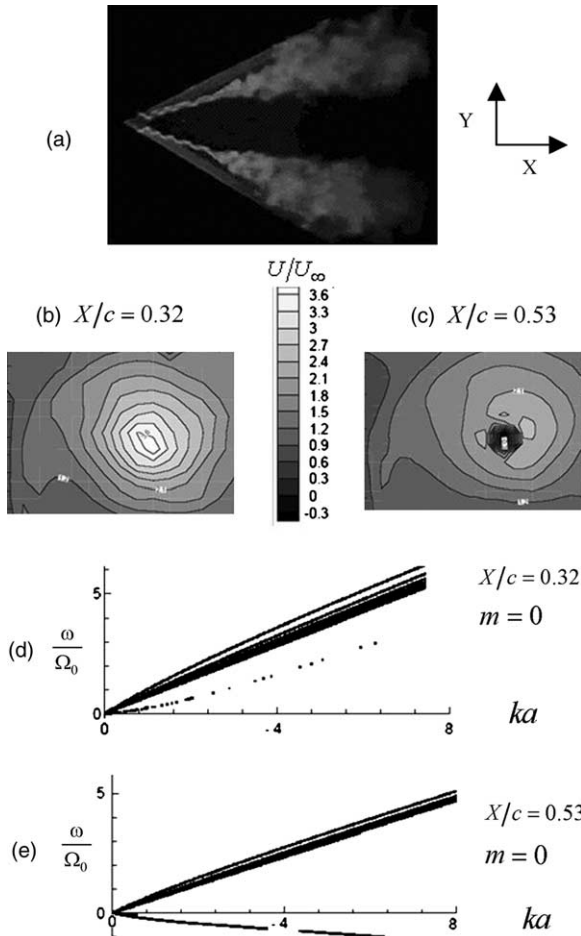 (a)
Y
X
U/U∞
(b) X/c = 0.32
(c) X/c = 0.53
3.6
3.3
3
2.7
2.4
2.1
1.8
1.5
1.2
0.9
0.6
0.3
0
-0.3
(d)
ω/Ω₀
5
0
0
- 4
8
X/c = 0.32
m = 0
ka
(e)
ω/Ω₀
5
0
0
- 4
8
X/c = 0.53
m = 0
ka